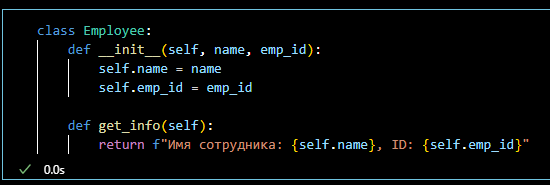 class Employee:
    def __init__(self, name, emp_id):
        self.name = name
        self.emp_id = emp_id

    def get_info(self):
        return f"Имя сотрудника: {self.name}, ID: {self.emp_id}"
0.0s